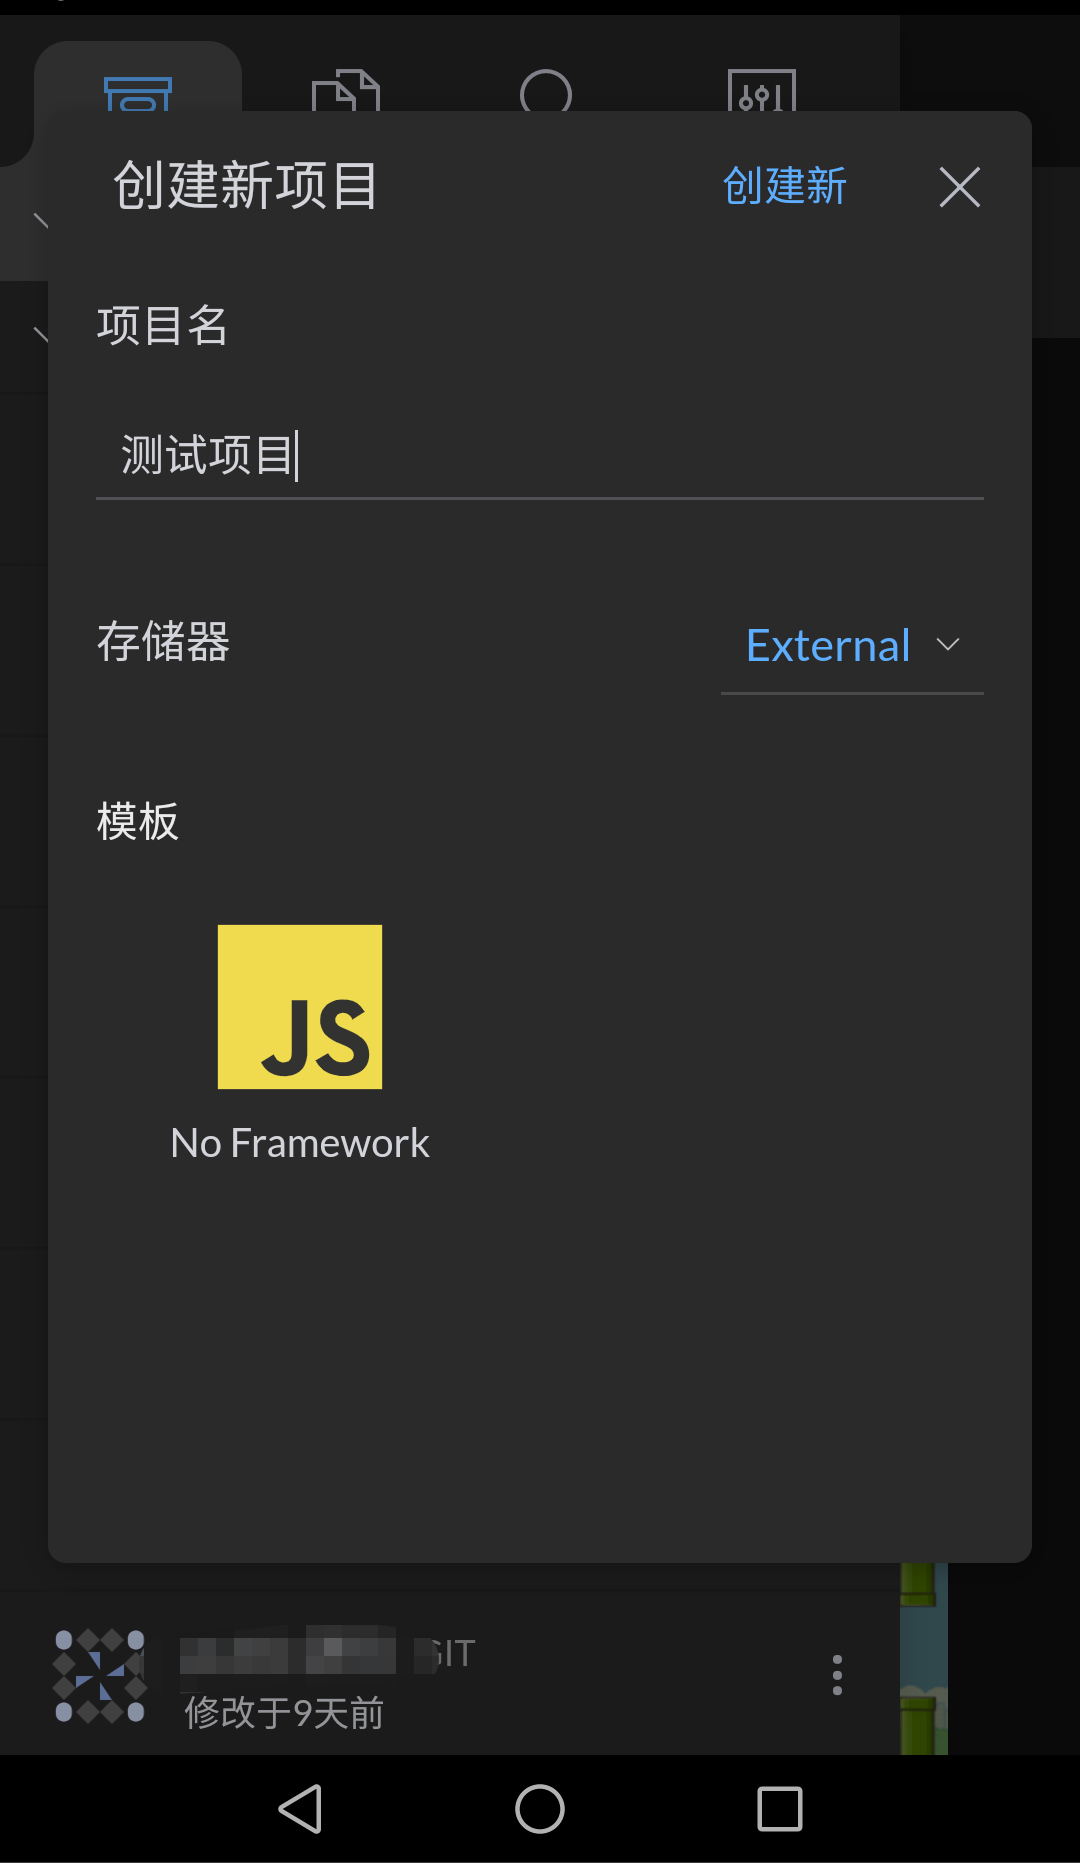 创建新项目 创建新
项目名
测试项目
存储器 External
模板
JS
No Framework
GIT
修改于9天前